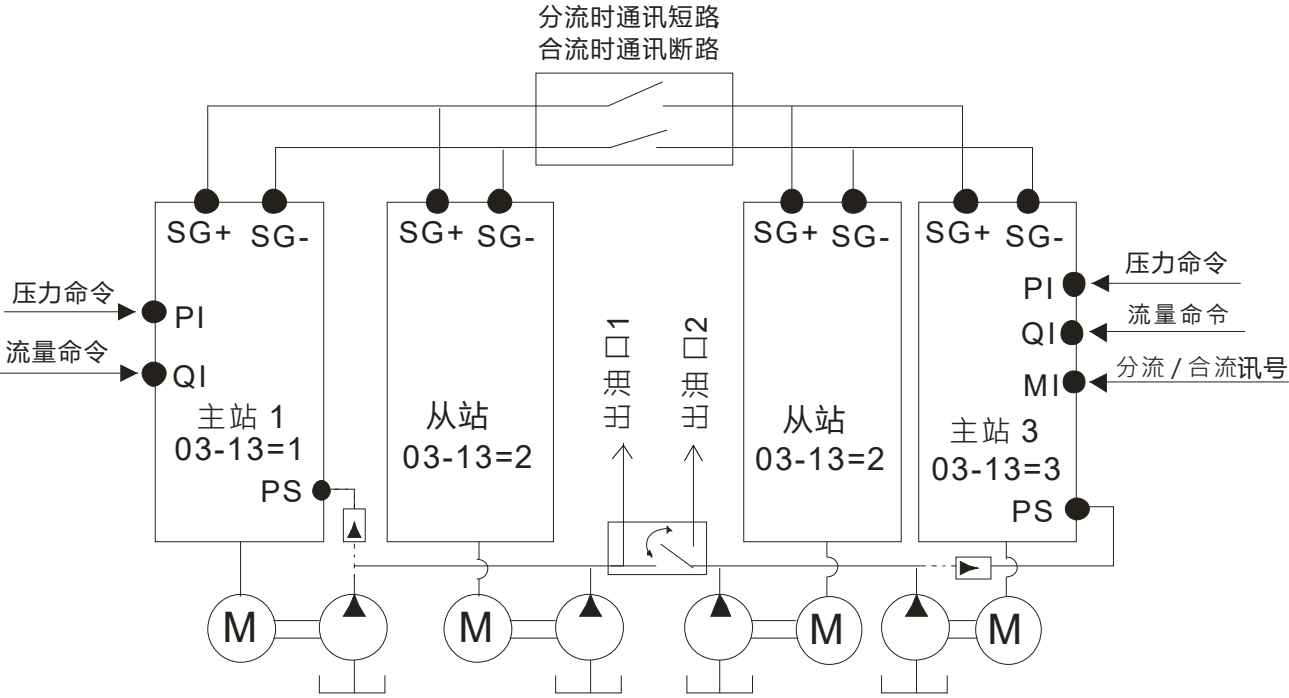 分流时通讯短路
合流时通讯断路
SG+ SG-
SG+ SG-
SG+ SG-
SG+ SG-
压力命令
PI
流量命令
QI
主站 1
03-13=1
PS
从站
03-13=2
出油口1
出油口2
从站
03-13=2
压力命令
PI
流量命令
QI
分流/合流讯号
MI
主站 3
03-13=3
PS
M
M
M
M